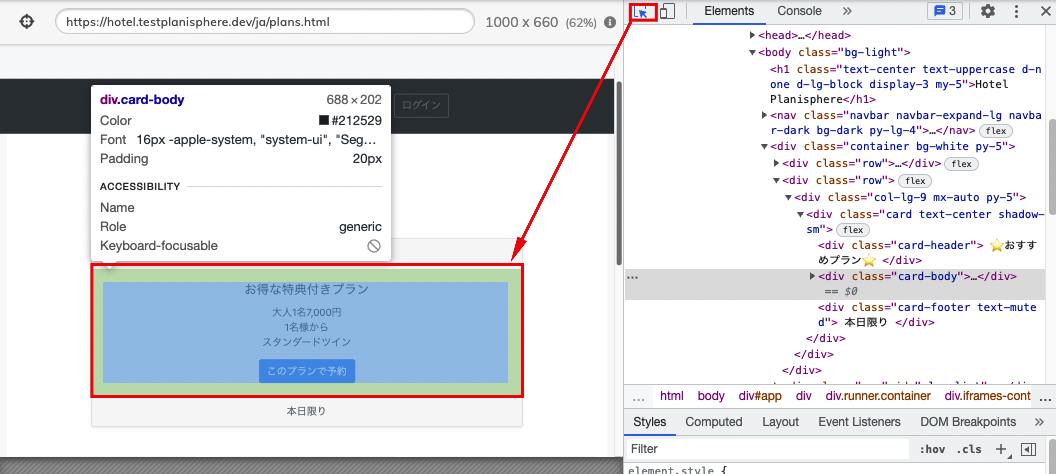 https://hotel.testplanisphere.dev/ja/plans.html
1000 × 660 (62%)
div.card-body 688 × 202
Color #212529
Font 16px -apple-system, "system-ui", "Seg…
Padding 20px
ACCESSIBILITY
Name
Role generic
Keyboard-focusable
ログイン
お得な特典付きプラン
大人1名7,000円
1名様から
スタンダードツイン
このプランで予約
本日限り
Elements Console » 3
<head>…</head>
<body class="bg-light">
<h1 class="text-center text-uppercase d-n
one d-lg-block display-3 my-5">Hotel
Planisphere</h1>
<nav class="navbar navbar-expand-lg navba
r-dark bg-dark py-lg-4">…</nav> flex
<div class="container bg-white py-5">
<div class="row">…</div> flex
<div class="row"> flex
<div class="col-lg-9 mx-auto py-5">
<div class="card text-center shadow-
sm"> flex
<div class="card-header"> ⭐おすす
めプラン⭐ </div>
… <div class="card-body">…</div>
== $0
<div class="card-footer text-mute
d"> 本日限り </div>
</div>
</div>
</div>
… html body div#app div div.runner.container div.iframes-cont …
Styles Computed Layout Event Listeners DOM Breakpoints »
Filter :hov .cls
element.style {